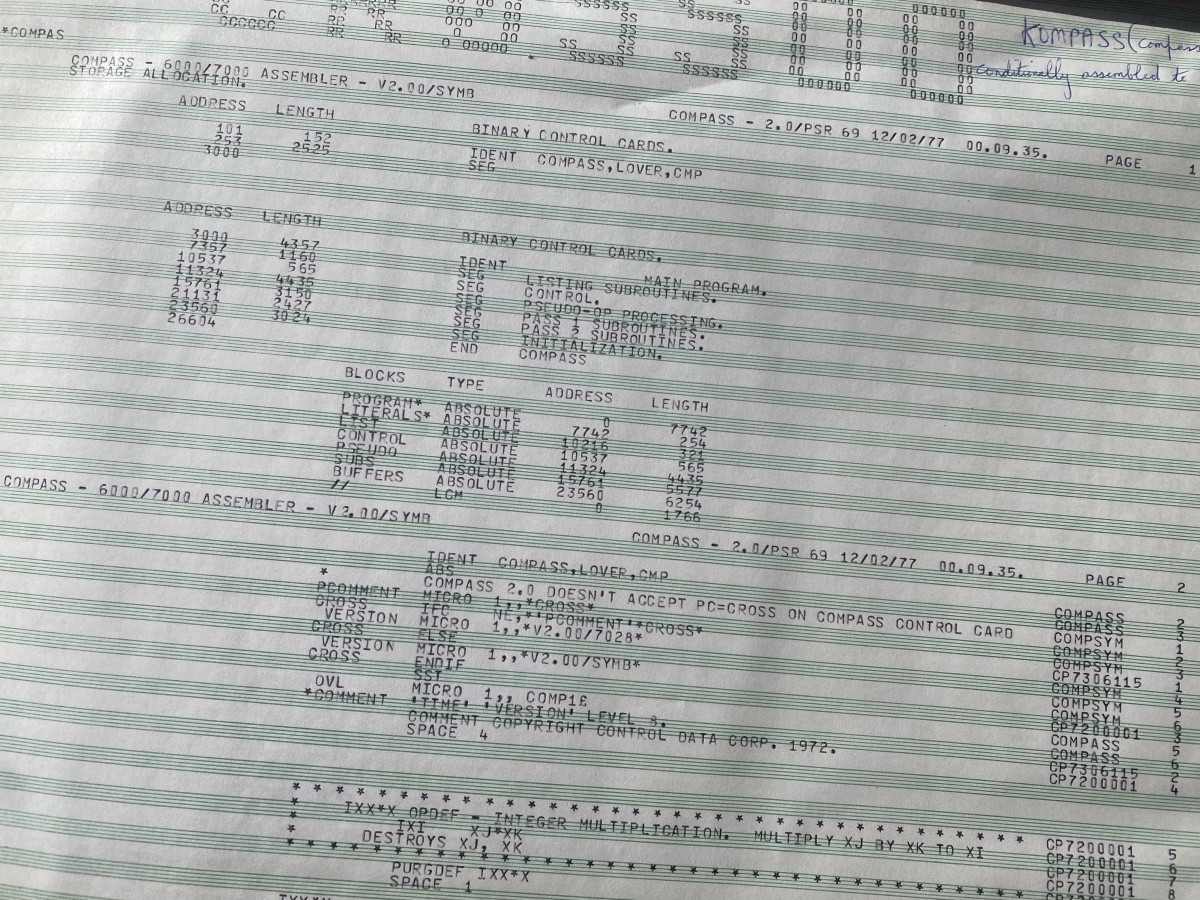 KOMPASS (compass
conditionally assembled to
*COMPAS
COMPASS - 6000/7000 ASSEMBLER - V2.00/SYMB COMPASS - 2.0/PSR 69 12/02/77 00.09.35. PAGE 1
STORAGE ALLOCATION.
ADDRESS LENGTH BINARY CONTROL CARDS.
101 152 IDENT COMPASS,LOVER,CMP
253 2525 SEG
3000
ADDRESS LENGTH BINARY CONTROL CARDS.
3000 4357 IDENT MAIN PROGRAM.
7357 1160 SEG LISTING SUBROUTINES.
10537 565 SEG CONTROL.
11324 4435 SEG PSEUDO-OP PROCESSING.
15761 3150 SEG PASS 1 SUBROUTINES.
21131 2427 SEG PASS 2 SUBROUTINES.
23560 3024 SEG INITIALIZATION.
26604 END COMPASS
BLOCKS TYPE ADDRESS LENGTH
PROGRAM* ABSOLUTE 0 7742
LITERALS* ABSOLUTE 7742 254
LIST ABSOLUTE 10216 321
CONTROL ABSOLUTE 10537 565
PSEUDO ABSOLUTE 11324 4435
SUBS ABSOLUTE 15761 5577
BUFFERS ABSOLUTE 23560 6254
// LCM 0 1766
COMPASS - 6000/7000 ASSEMBLER - V2.00/SYMB COMPASS - 2.0/PSR 69 12/02/77 00.09.35. PAGE 2
IDENT COMPASS,LOVER,CMP COMPASS 2
ABS COMPASS 3
* COMPASS 2.0 DOESN'T ACCEPT PC=CROSS ON COMPASS CONTROL CARD COMPSYM 1
PCOMMENT MICRO 1,,*CROSS* COMPSYM 2
CROSS IFC NE,*'PCOMMENT'*CROSS* COMPSYM 3
VERSION MICRO 1,,*V2.00/7028* CP7306115 1
CROSS ELSE COMPSYM 4
VERSION MICRO 1,,*V2.00/SYMB* COMPSYM 5
CROSS ENDIF COMPSYM 6
SST CP7200001 3
OVL MICRO 1,, COMP1£ COMPASS 5
*COMMENT 'TIME' 'VERSION' LEVEL 8. COMPASS 6
COMMENT COPYRIGHT CONTROL DATA CORP. 1972. CP7306115 2
SPACE 4 CP7200001 4
* * * * * * * * * * * * * * * * * * * * * * * * * * * * * * CP7200001 5
* IXX*X OPDEF - INTEGER MULTIPLICATION. MULTIPLY XJ BY XK TO XI CP7200001 6
* IXI XJ*XK CP7200001 7
* DESTROYS XJ, XK CP7200001 8
* * * * * * * * * * * * * * * * * * * * * * * * * * * * * *
PURGDEF IXX*X
SPACE 1